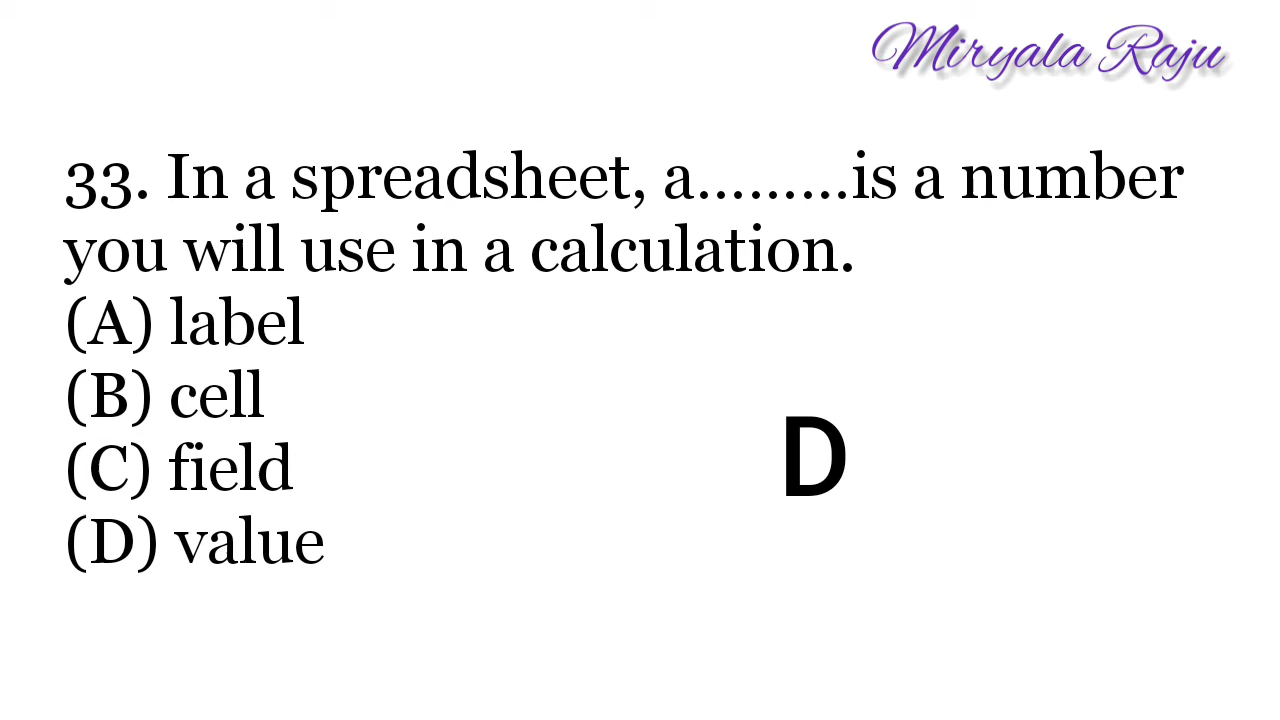 Miryala Raju
33. In a spreadsheet, a.........is a number
you will use in a calculation.
(A) label
(B) cell
(C) field
(D) value
D